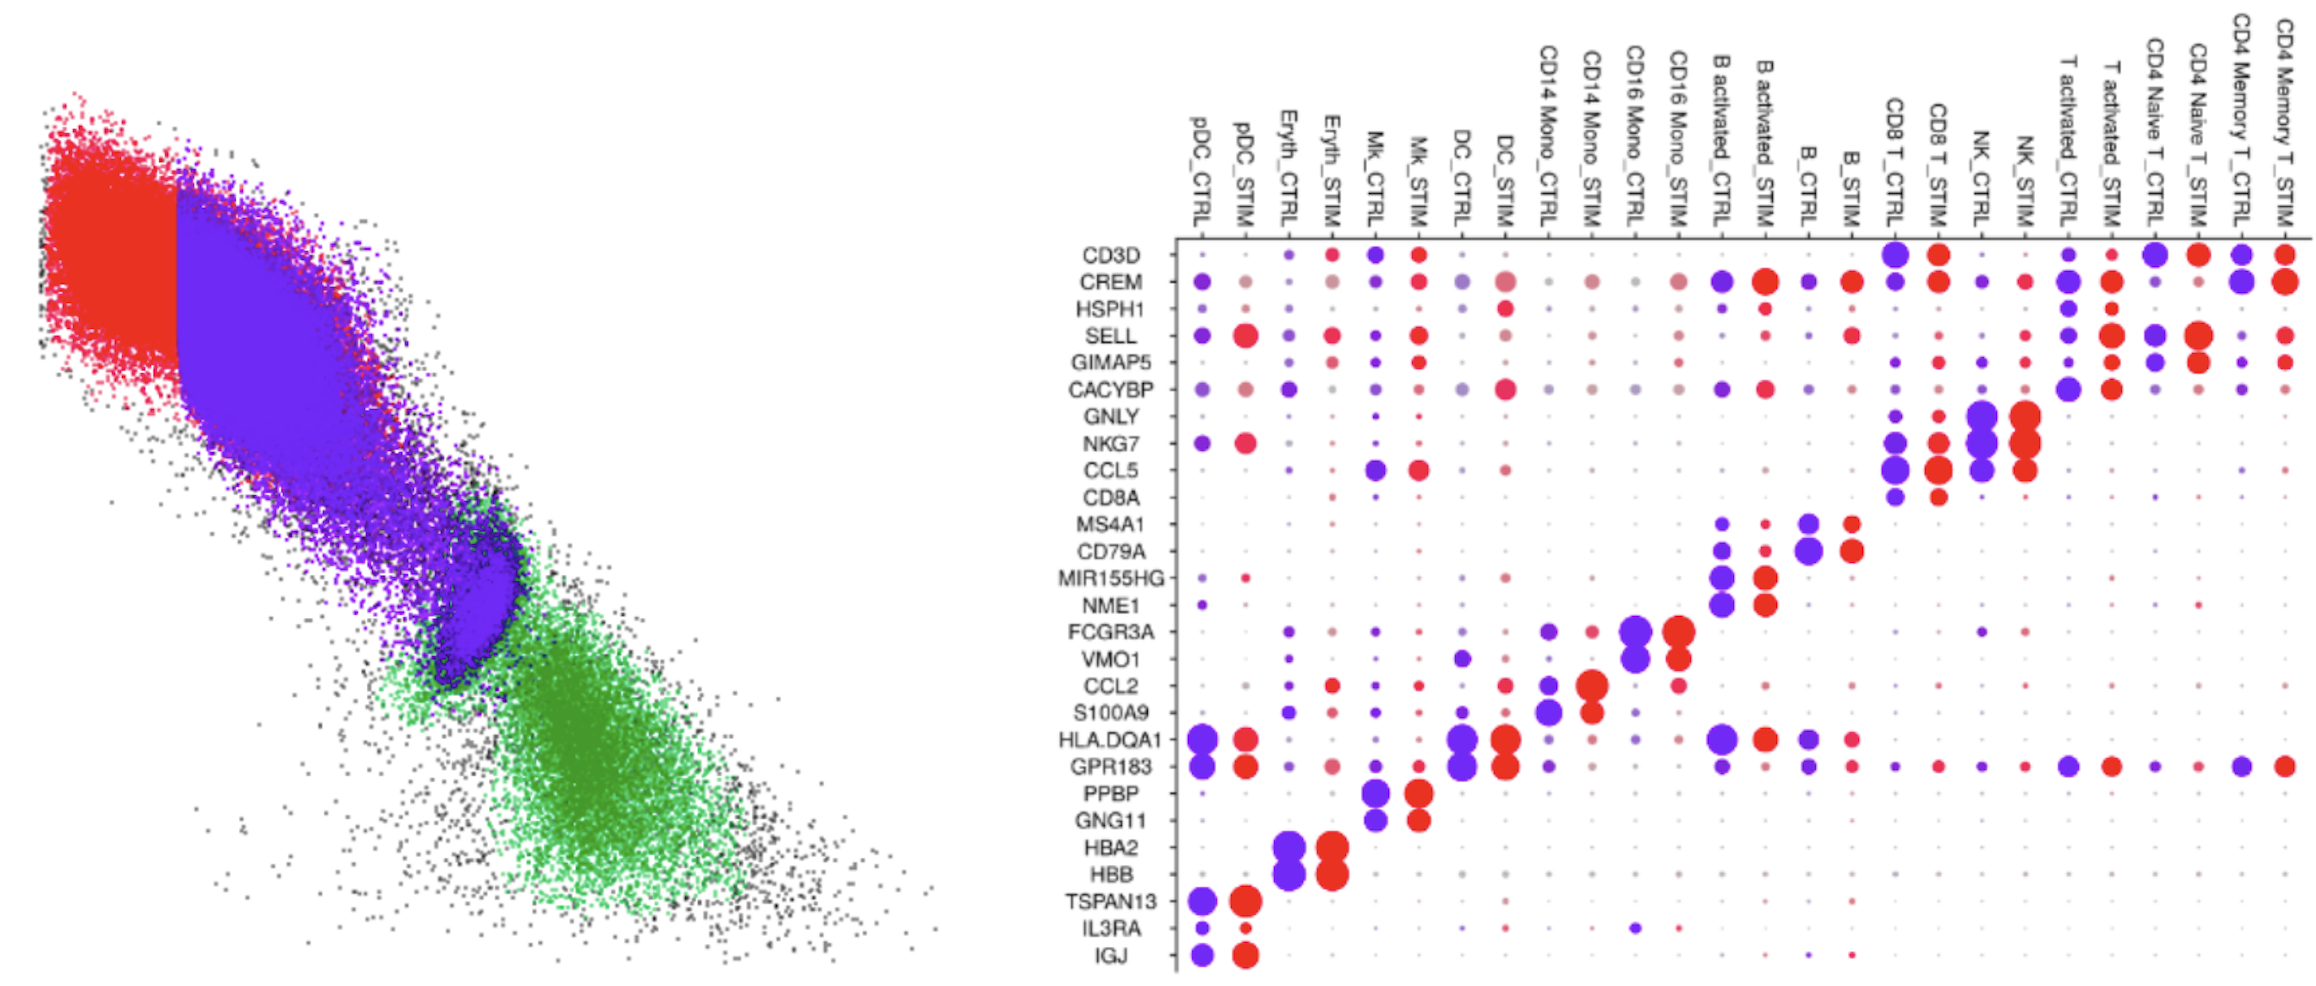 pDC_CTRL
pDC_STIM
Eryth_CTRL
Eryth_STIM
Mk_CTRL
Mk_STIM
DC_CTRL
DC_STIM
CD14 Mono_CTRL
CD14 Mono_STIM
CD16 Mono_CTRL
CD16 Mono_STIM
B activated_CTRL
B activated_STIM
B_CTRL
B_STIM
CD8 T_CTRL
CD8 T_STIM
NK_CTRL
NK_STIM
T activated_CTRL
T activated_STIM
CD4 Naive T_CTRL
CD4 Naive T_STIM
CD4 Memory T_CTRL
CD4 Memory T_STIM
CD3D
CREM
HSPH1
SELL
GIMAP5
CACYBP
GNLY
NKG7
CCL5
CD8A
MS4A1
CD79A
MIR155HG
NME1
FCGR3A
VMO1
CCL2
S100A9
HLA.DQA1
GPR183
PPBP
GNG11
HBA2
HBB
TSPAN13
IL3RA
IGJ